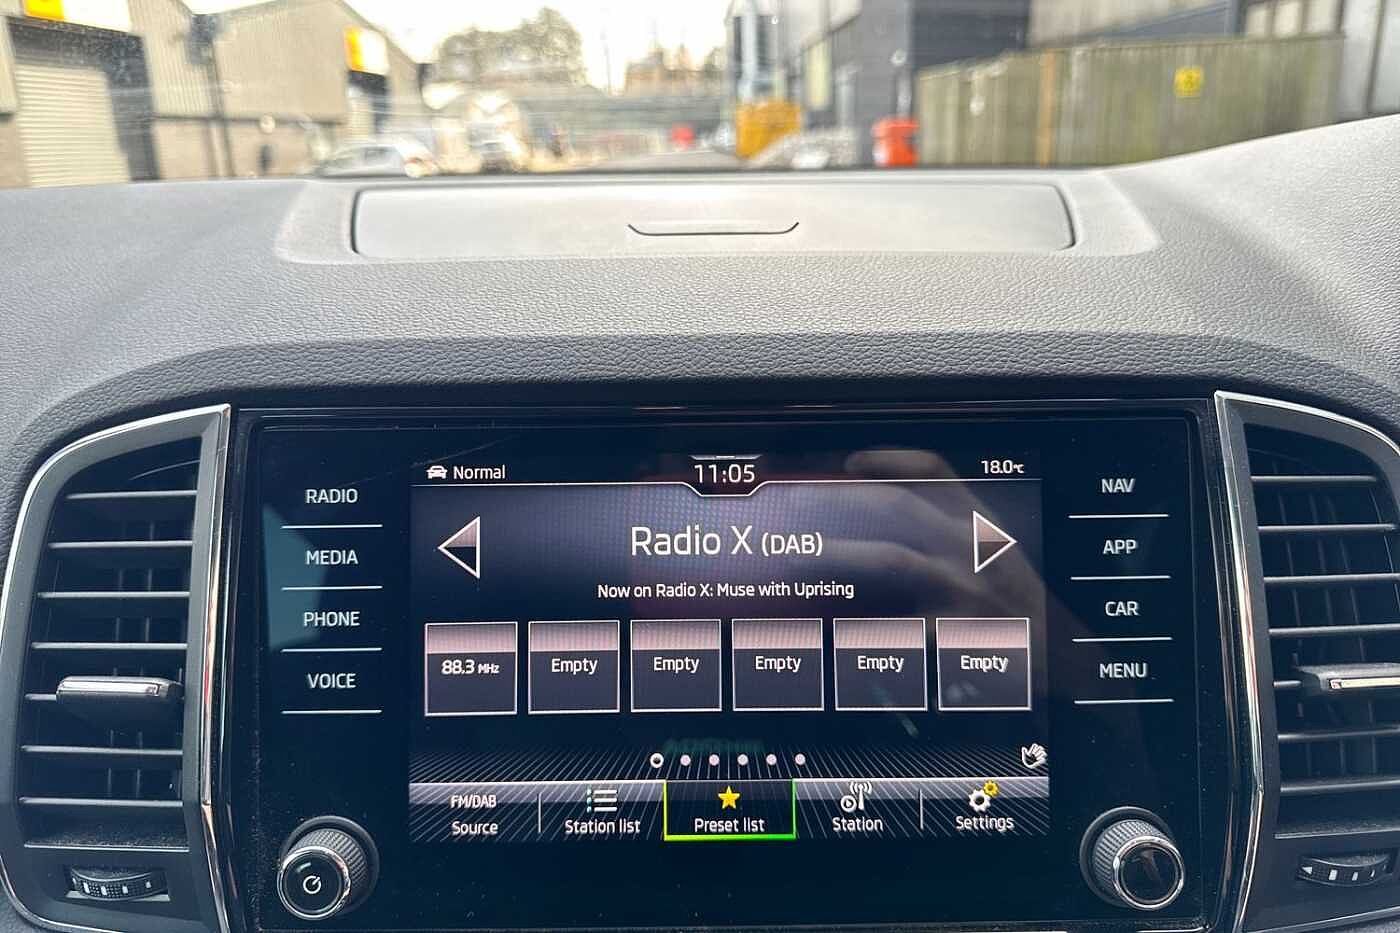 Normal
11:05
18.0°C
RADIO
MEDIA
PHONE
VOICE
Radio X (DAB)
Now on Radio X: Muse with Uprising
88.3 MHz
Empty
Empty
Empty
Empty
Empty
FM/DAB
Source
Station list
Preset list
Station
Settings
NAV
APP
CAR
MENU